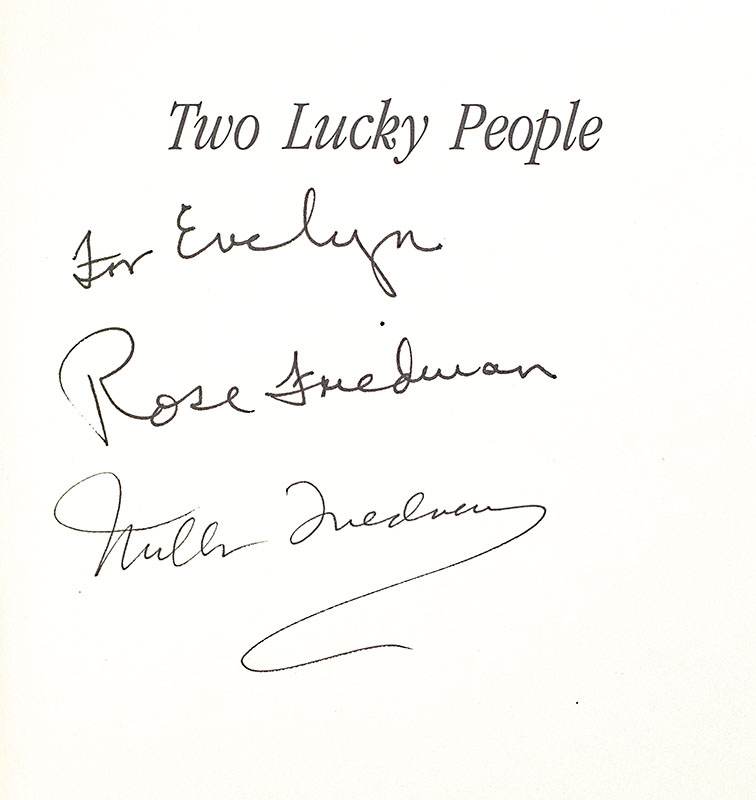 Two Lucky People
For Evelyn
Rose Friedman
Milton Friedman